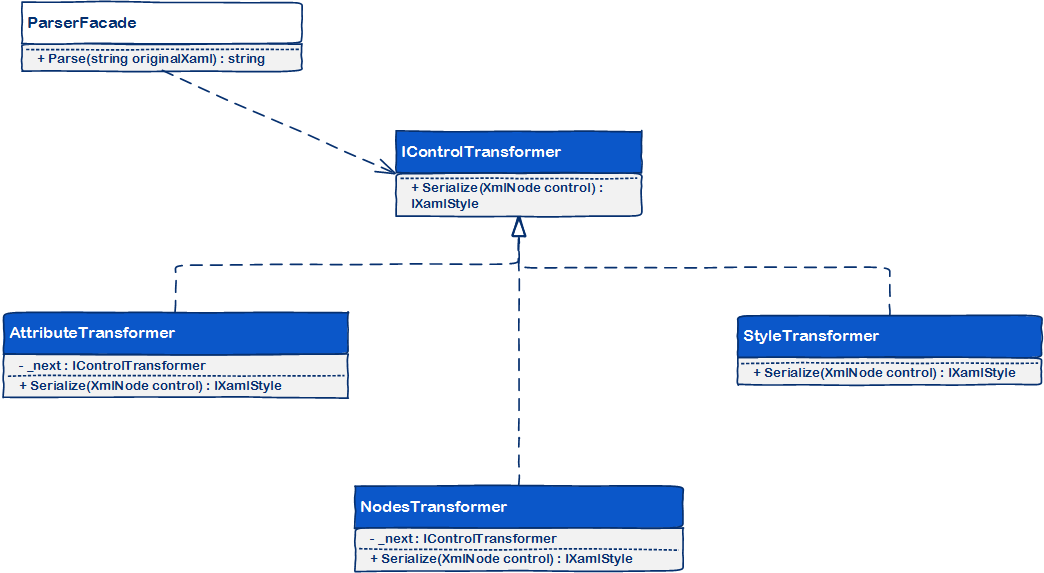 ParserFacade
+ Parse(string originalXaml) : string
IControlTransformer
+ Serialize(XmlNode control) :
IXamlStyle
AttributeTransformer
- _next : IControlTransformer
+ Serialize(XmlNode control) : IXamlStyle
StyleTransformer
+ Serialize(XmlNode control) : IXamlStyle
NodesTransformer
- _next : IControlTransformer
+ Serialize(XmlNode control) : IXamlStyle